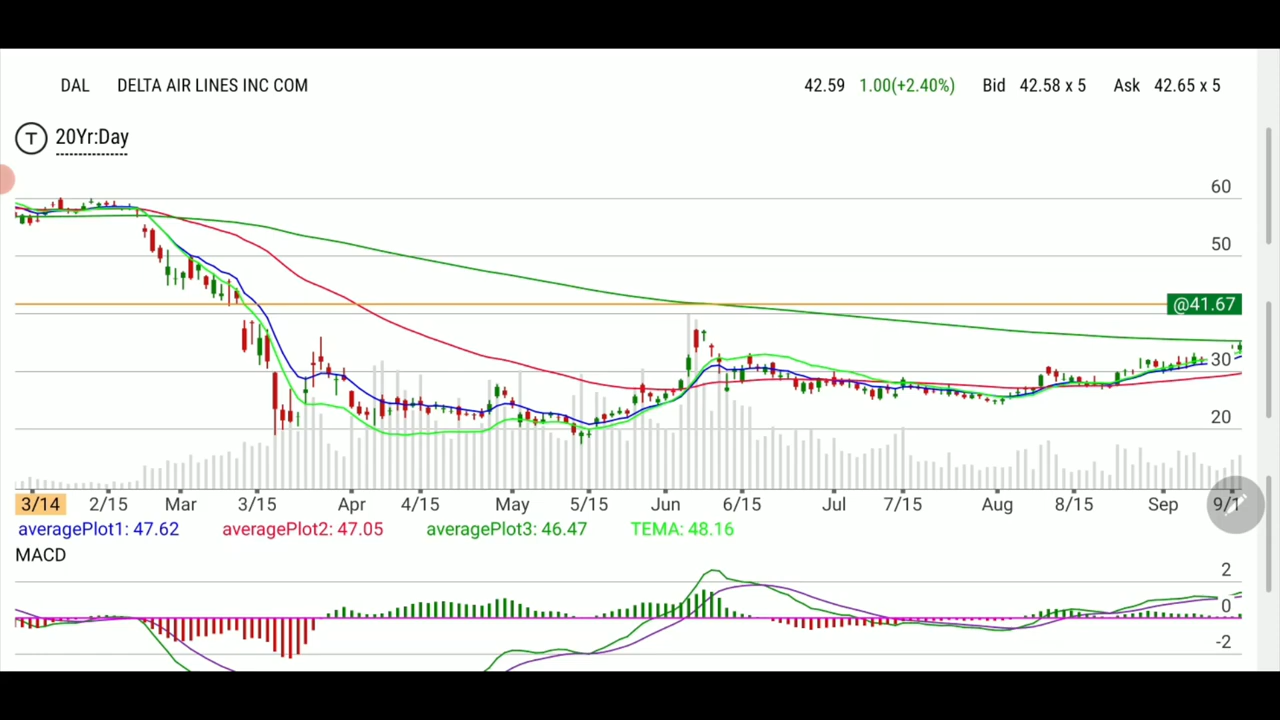 DAL DELTA AIR LINES INC COM 42.59 1.00(+2.40%) Bid 42.58 x 5 Ask 42.65 x 5
T 20Yr:Day
60
50
@41.67
30
20
3/14 2/15 Mar 3/15 Apr 4/15 May 5/15 Jun 6/15 Jul 7/15 Aug 8/15 Sep
averagePlot1: 47.62 averagePlot2: 47.05 averagePlot3: 46.47 TEMA: 48.16
MACD
2
0
-2